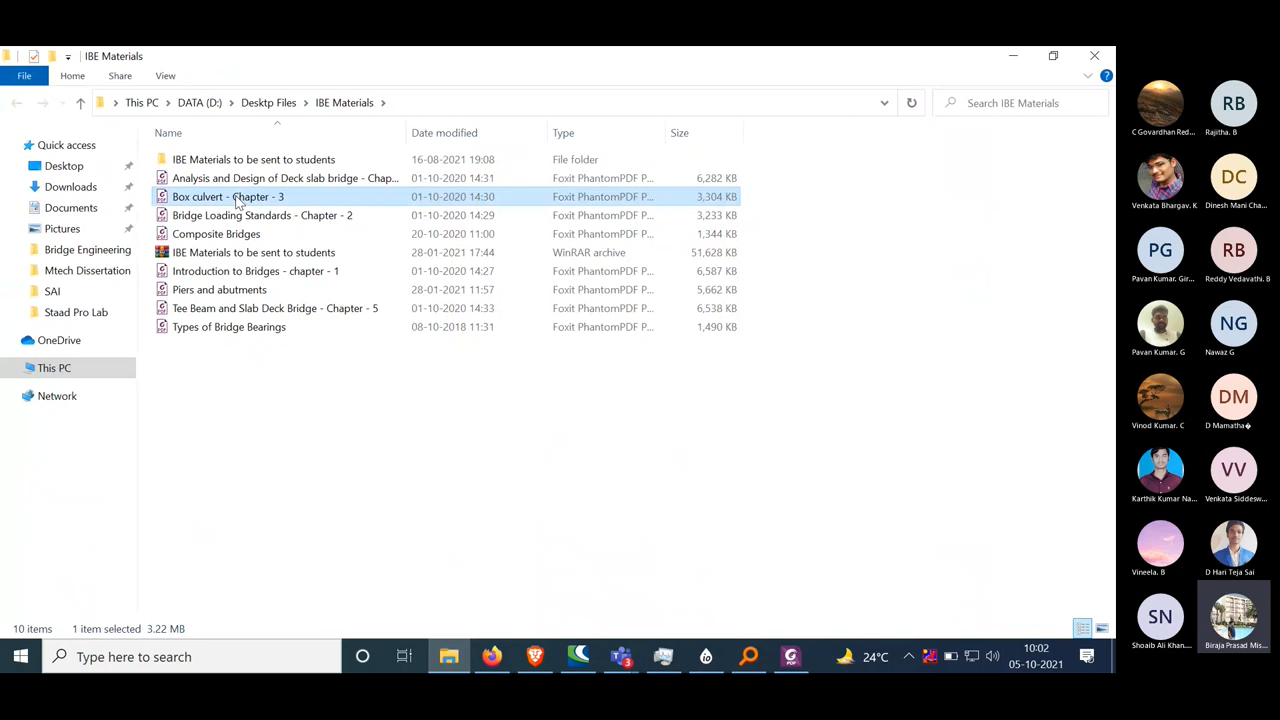 IBE Materials
File Home Share View
This PC DATA (D:) Desktp Files IBE Materials
Search IBE Materials
Name Date modified Type Size
Quick access
Desktop
Downloads
Documents
Pictures
Bridge Engineering
Mtech Dissertation
SAI
Staad Pro Lab
OneDrive
This PC
Network
IBE Materials to be sent to students 16-08-2021 19:08 File folder
Analysis and Design of Deck slab bridge - Chap... 01-10-2020 14:31 Foxit PhantomPDF P... 6,282 KB
Box culvert - Chapter - 3 01-10-2020 14:30 Foxit PhantomPDF P... 3,304 KB
Bridge Loading Standards - Chapter - 2 01-10-2020 14:29 Foxit PhantomPDF P... 3,233 KB
Composite Bridges 20-10-2020 11:00 Foxit PhantomPDF P... 1,344 KB
IBE Materials to be sent to students 28-01-2021 17:44 WinRAR archive 51,628 KB
Introduction to Bridges - chapter - 1 01-10-2020 14:27 Foxit PhantomPDF P... 6,587 KB
Piers and abutments 28-01-2021 11:57 Foxit PhantomPDF P... 5,662 KB
Tee Beam and Slab Deck Bridge - Chapter - 5 01-10-2020 14:33 Foxit PhantomPDF P... 6,538 KB
Types of Bridge Bearings 08-10-2018 11:31 Foxit PhantomPDF P... 1,490 KB
10 items 1 item selected 3.22 MB
Type here to search
3
24°C
10:02
05-10-2021
RB
C Govardhan Red... Rajitha. B
DC
Venkata Bhargav. K Dinesh Mani Cha...
PG RB
Pavan Kumar. Gir... Reddy Vedavathi. B
NG
Pavan Kumar. G Nawaz G
DM
Vinod Kumar. C D Mamatha�
VV
Karthik Kumar Na... Venkata Siddesw...
Vineela. B D Hari Teja Sai
SN
Shoaib Ali Khan.... Biraja Prasad Mis...